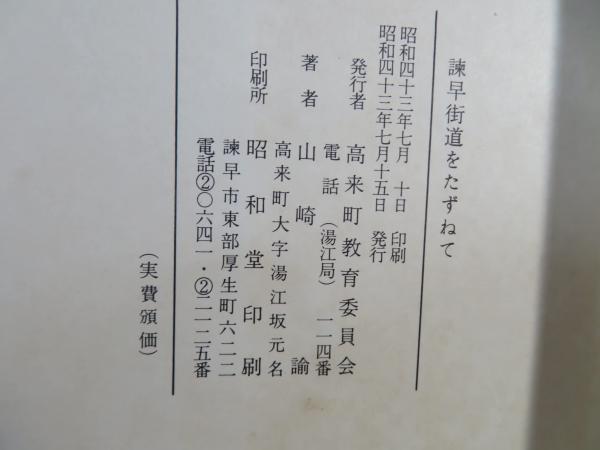 諫早街道をたずねて
昭和四十三年七月 十日 印刷
昭和四十三年七月十五日 発行
発行者 高来町教育委員会
電話(湯江局) 一一四番
著者 山崎諭
高来町大字湯江坂元名
印刷所 昭和堂印刷
諫早市東部厚生町六二二
電話②〇六四一・②二一二五番
(実費頒価)